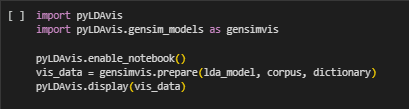 [ ] import pyLDAvis
import pyLDAvis.gensim_models as gensimvis
pyLDAvis.enable_notebook()
vis_data = gensimvis.prepare(lda_model, corpus, dictionary)
pyLDAvis.display(vis_data)